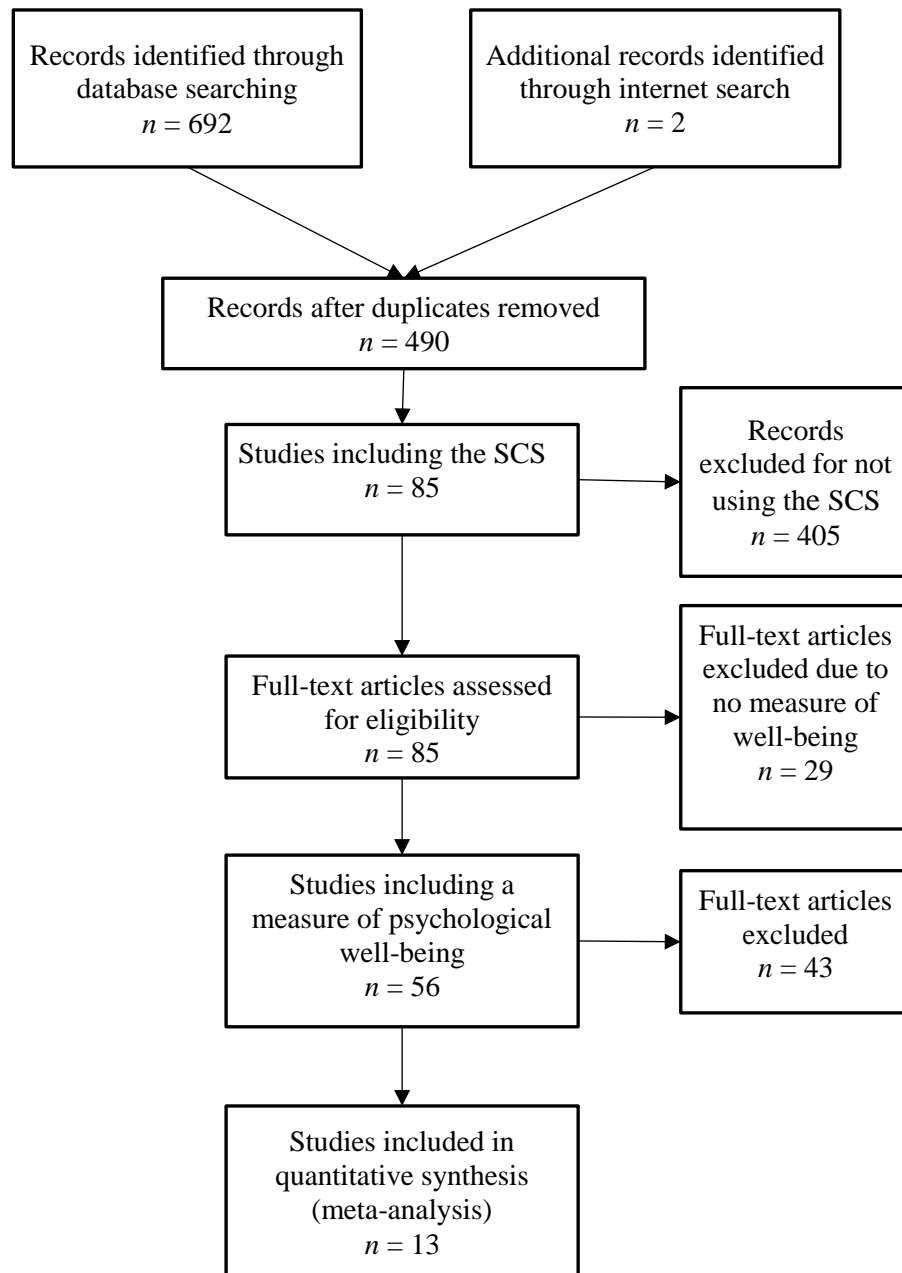 Records identified through
database searching
n = 692
Additional records identified
through internet search
n = 2
Records after duplicates removed
n = 490
Studies including the SCS
n = 85
Records
excluded for not
using the SCS
n = 405
Full-text articles assessed
for eligibility
n = 85
Full-text articles
excluded due to
no measure of
well-being
n = 29
Studies including a
measure of psychological
well-being
n = 56
Full-text articles
excluded
n = 43
Studies included in
quantitative synthesis
(meta-analysis)
n = 13